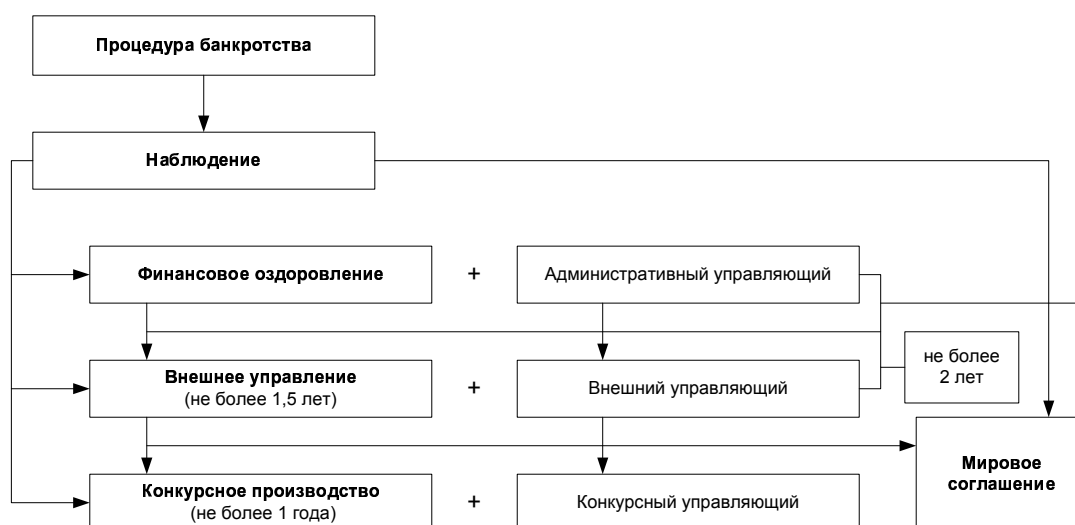 Процедура банкротства
Наблюдение
Финансовое оздоровление
+
Административный управляющий
не более
2 лет
Внешнее управление
(не более 1,5 лет)
+
Внешний управляющий
Мировое
соглашение
Конкурсное производство
(не более 1 года)
+
Конкурсный управляющий